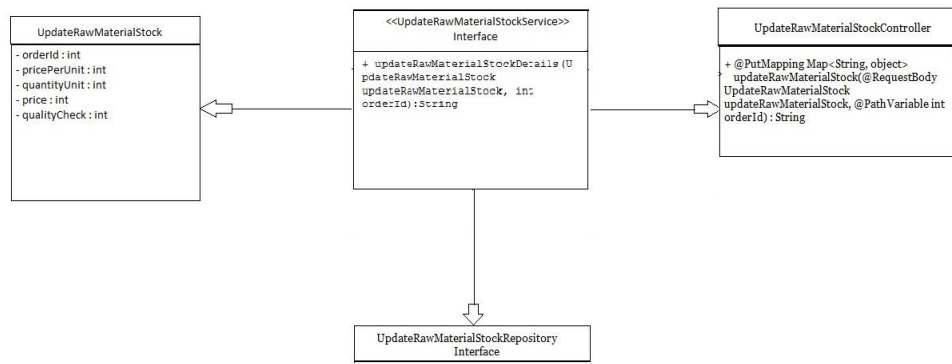 UpdateRawMaterialStock
- orderId : int
- pricePerUnit : int
- quantityUnit : int
- price : int
- qualityCheck : int
<<UpdateRawMaterialStockService>>
Interface
+ updateRawMaterialStockDetails(U
pdateRawMaterialStock
updateRawMaterialStock, int
orderId):String
UpdateRawMaterialStockController
+ @PutMapping Map<String, object>
updateRawMaterialStock(@RequestBody
UpdateRawMaterialStock
updateRawMaterialStock, @PathVariable int
orderId) : String
UpdateRawMaterialStockRepository
Interface